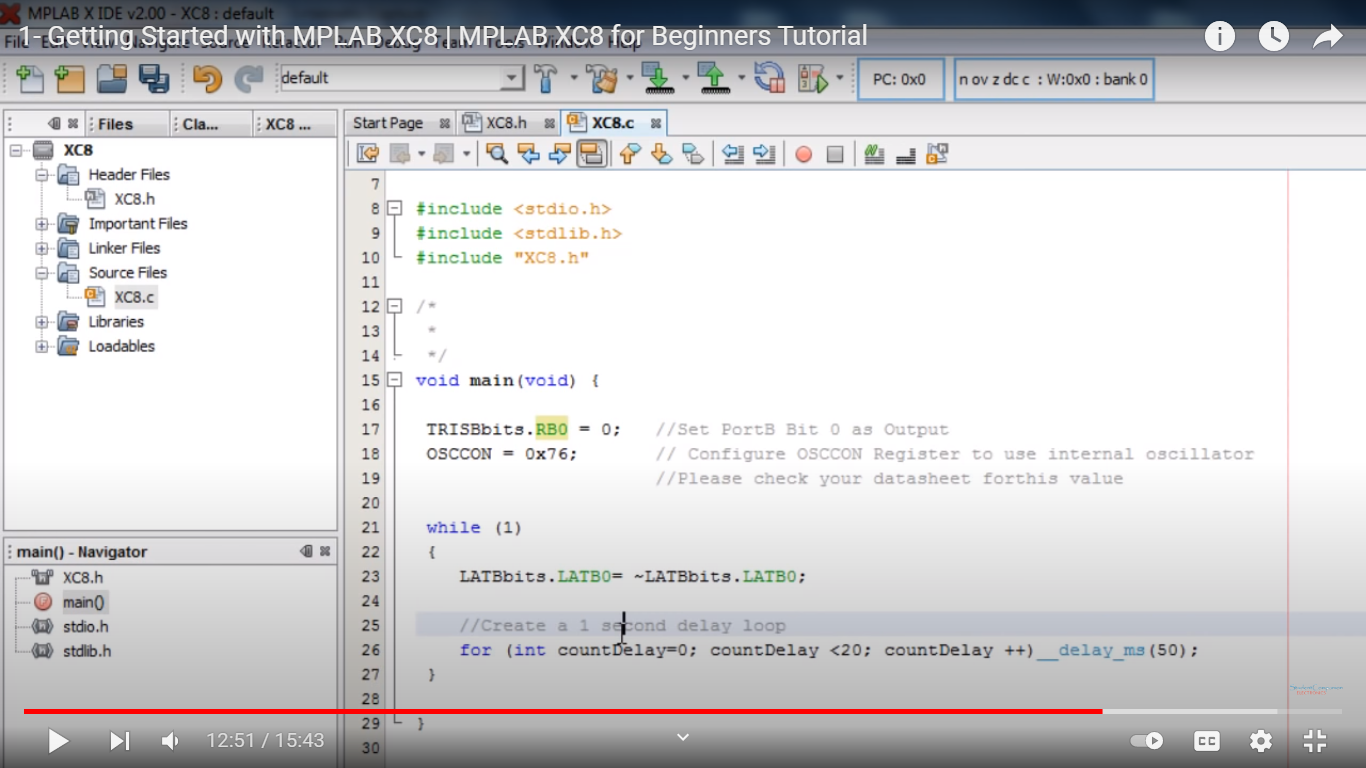 MPLAB X IDE v2.00 - XC8 : default
1- Getting Started with MPLAB XC8 | MPLAB XC8 for Beginners Tutorial
default
PC: 0x0
n ov z dc c : W:0x0 : bank 0
Files
Cla...
XC8 ...
Start Page
XC8.h
XC8.c
XC8
Header Files
XC8.h
Important Files
Linker Files
Source Files
XC8.c
Libraries
Loadables
main() - Navigator
XC8.h
main()
stdio.h
stdlib.h
7
8 #include <stdio.h>
9 #include <stdlib.h>
10 #include "XC8.h"
11
12 /*
13 *
14 */
15 void main(void) {
16
17 TRISBbits.RB0 = 0; //Set PortB Bit 0 as Output
18 OSCCON = 0x76; // Configure OSCCON Register to use internal oscillator
19 //Please check your datasheet forthis value
20
21 while (1)
22 {
23 LATBbits.LATB0= ~LATBbits.LATB0;
24
25 //Create a 1 second delay loop
26 for (int countDelay=0; countDelay <20; countDelay ++)__delay_ms(50);
27 }
28
29 }
30
12:51 / 15:43
CC